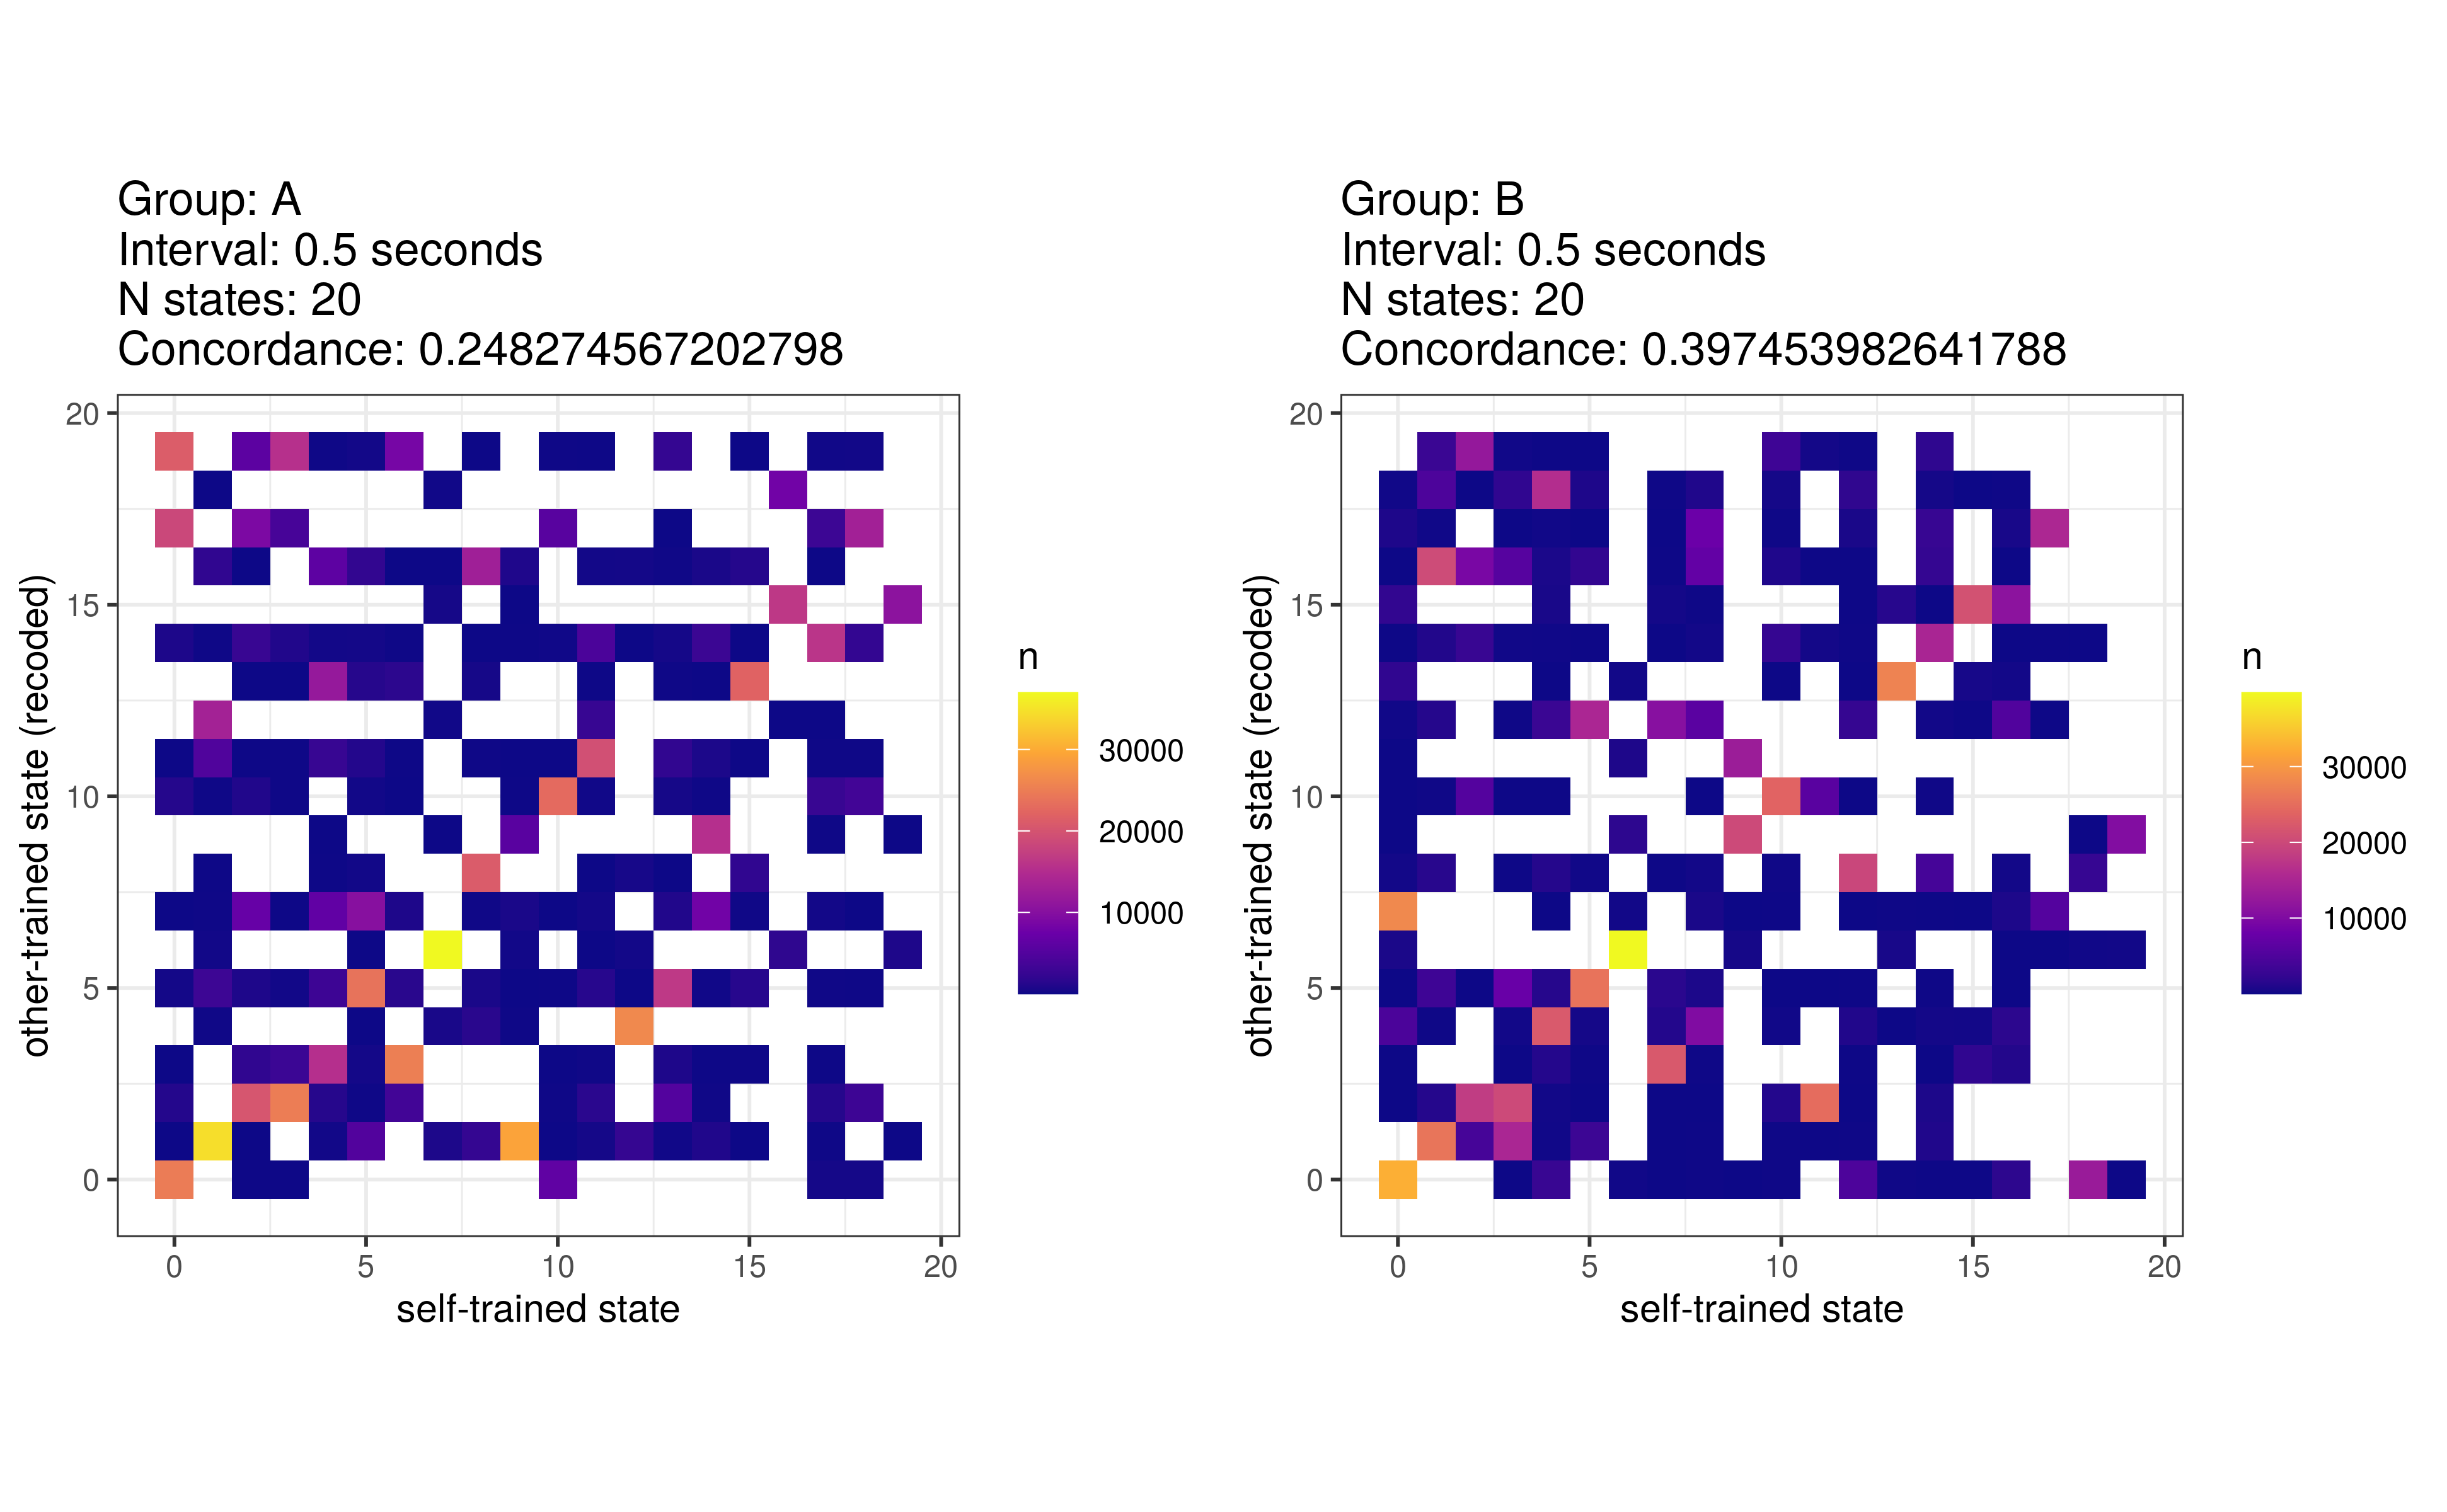 Group: A
Interval: 0.5 seconds
N states: 20
Concordance: 0.248274567202798
20
15
10
5
0
other-trained state (recoded)
0 5 10 15 20
self-trained state
n
30000
20000
10000
Group: B
Interval: 0.5 seconds
N states: 20
Concordance: 0.397453982641788
20
15
10
5
0
other-trained state (recoded)
0 5 10 15 20
self-trained state
n
30000
20000
10000